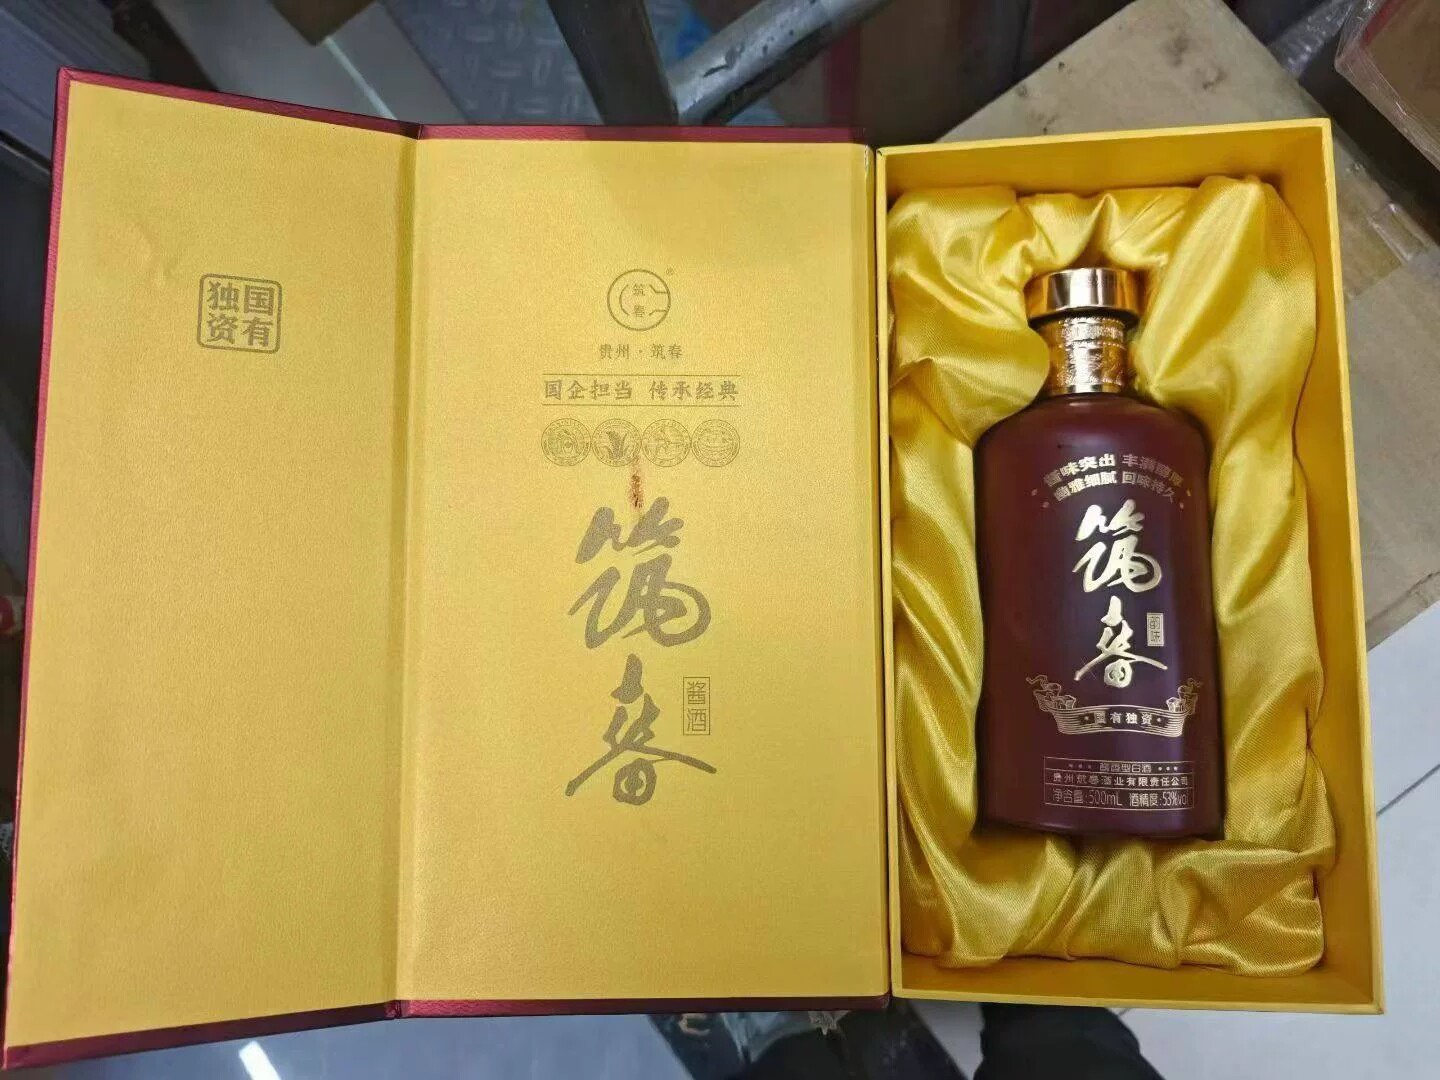 国有
独资
筑
春
®
贵州·筑春
国企担当 传承经典
筑春
酱酒
酱味突出 丰满醇厚
幽雅细腻 回味持久
筑春
韵味
国有独资
酱香型白酒
贵州筑春酒业有限责任公司
净含量:500mL 酒精度:53%vol